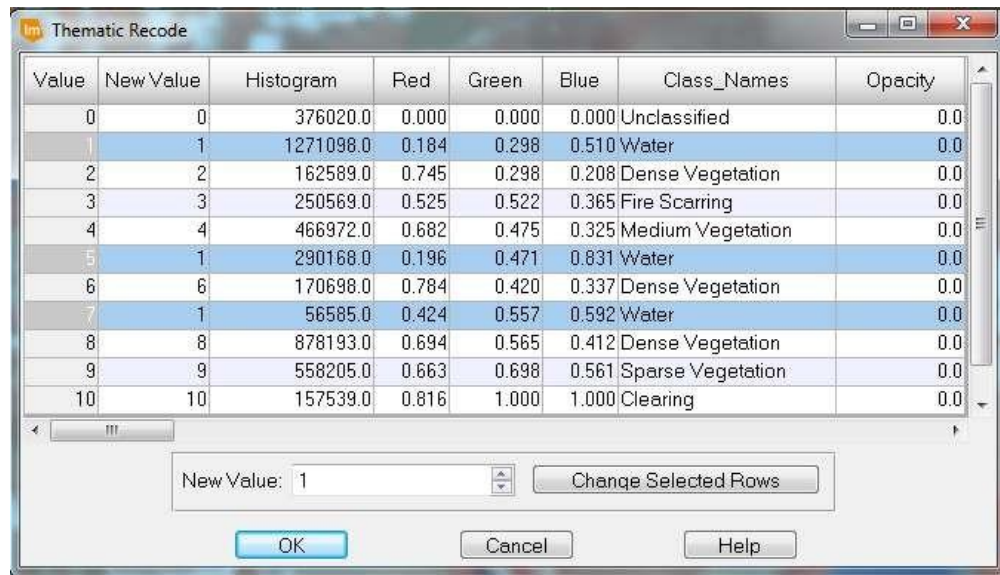 Im Thematic Recode
Value New Value Histogram Red Green Blue Class_Names Opacity
0 0 376020.0 0.000 0.000 0.000 Unclassified 0.0
1 1 1271098.0 0.184 0.298 0.510 Water 0.0
2 2 162589.0 0.745 0.298 0.208 Dense Vegetation 0.0
3 3 250569.0 0.525 0.522 0.365 Fire Scarring 0.0
4 4 466972.0 0.682 0.475 0.325 Medium Vegetation 0.0
5 1 290168.0 0.196 0.471 0.831 Water 0.0
6 6 170698.0 0.784 0.420 0.337 Dense Vegetation 0.0
7 1 56585.0 0.424 0.557 0.592 Water 0.0
8 8 878193.0 0.694 0.565 0.412 Dense Vegetation 0.0
9 9 558205.0 0.663 0.698 0.561 Sparse Vegetation 0.0
10 10 157539.0 0.816 1.000 1.000 Clearing 0.0
New Value: 1 Change Selected Rows
OK Cancel Help